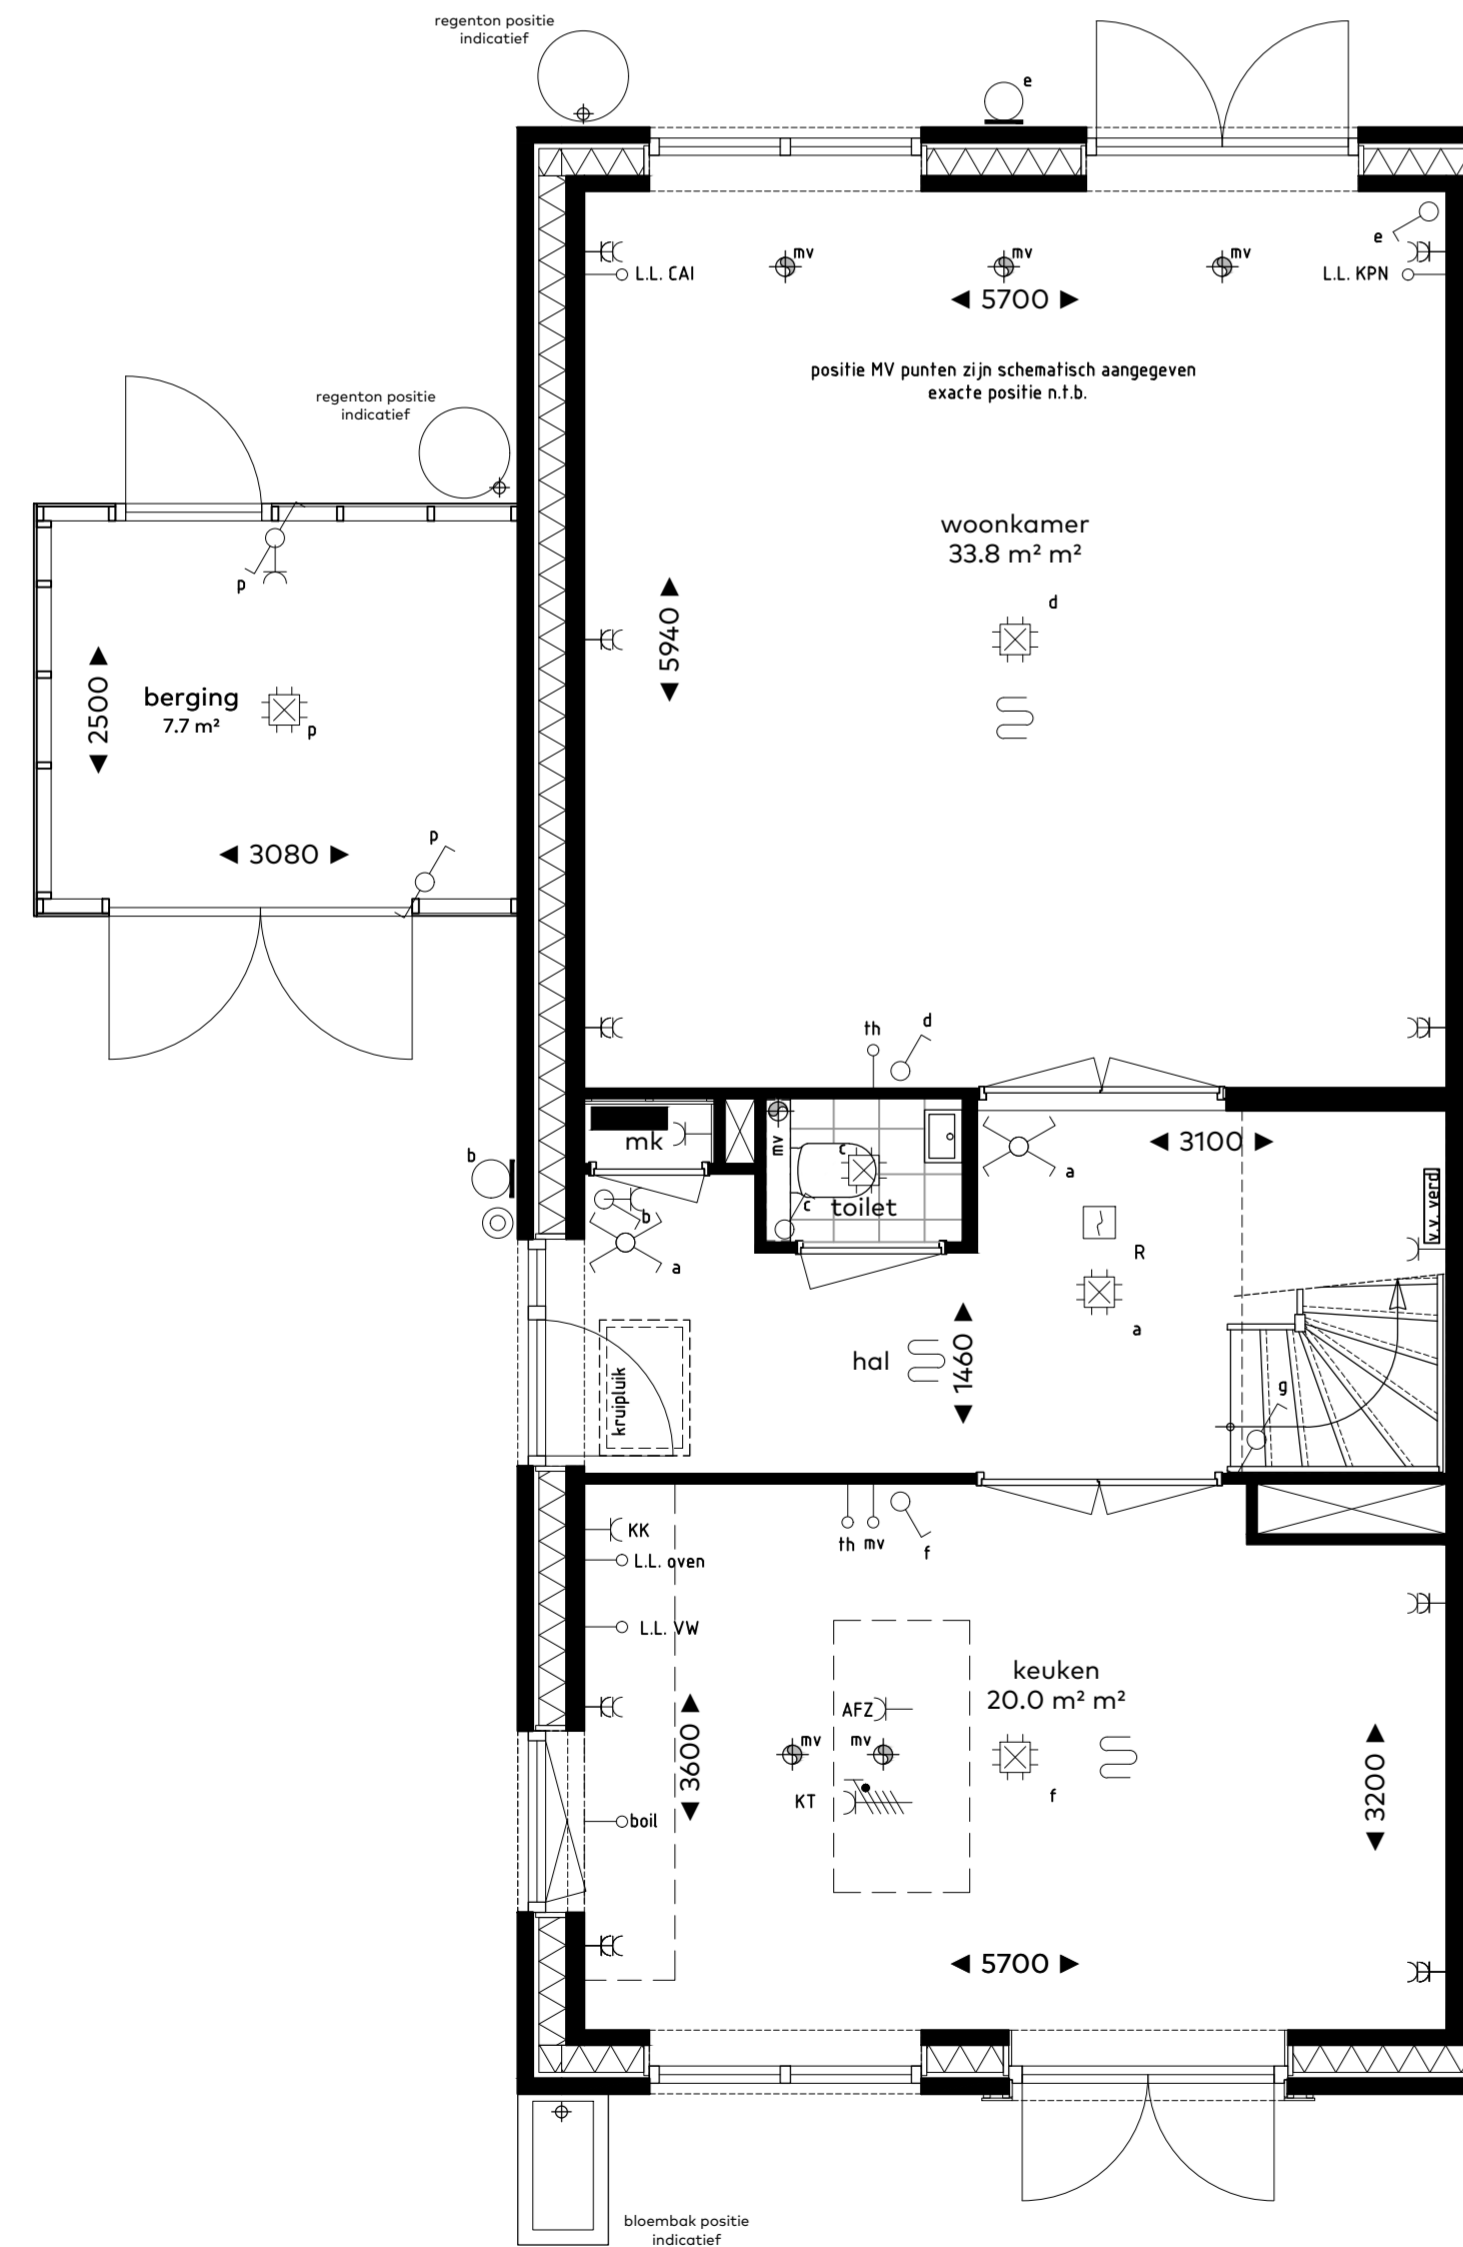 regenton positie
indicatief
e
e
mv
mv
mv
L.L. CAI
L.L. KPN
5700
positie MV punten zijn schematisch aangegeven
exacte positie n.t.b.
regenton positie
indicatief
woonkamer
33.8 m² m²
d
5940
p
2500
berging
7.7 m²
p
3080
p
th
d
mk
mv
c
c
toilet
3100
a
b
b
a
R
a
v.v. verd
hal
1460
kruipluik
g
KK
L.L. oven
L.L. VW
th
mv
f
keuken
20.0 m² m²
AFZ
mv
mv
3600
KT
f
3200
boil
5700
bloembak positie
indicatief